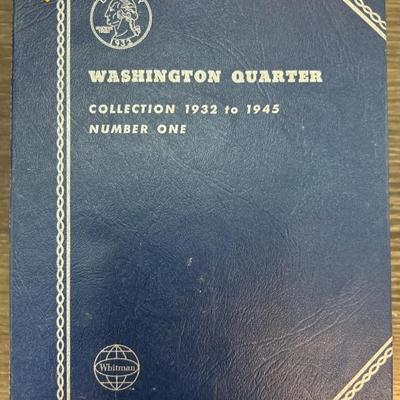 1932
WASHINGTON QUARTER
COLLECTION 1932 to 1945
NUMBER ONE
Whitman